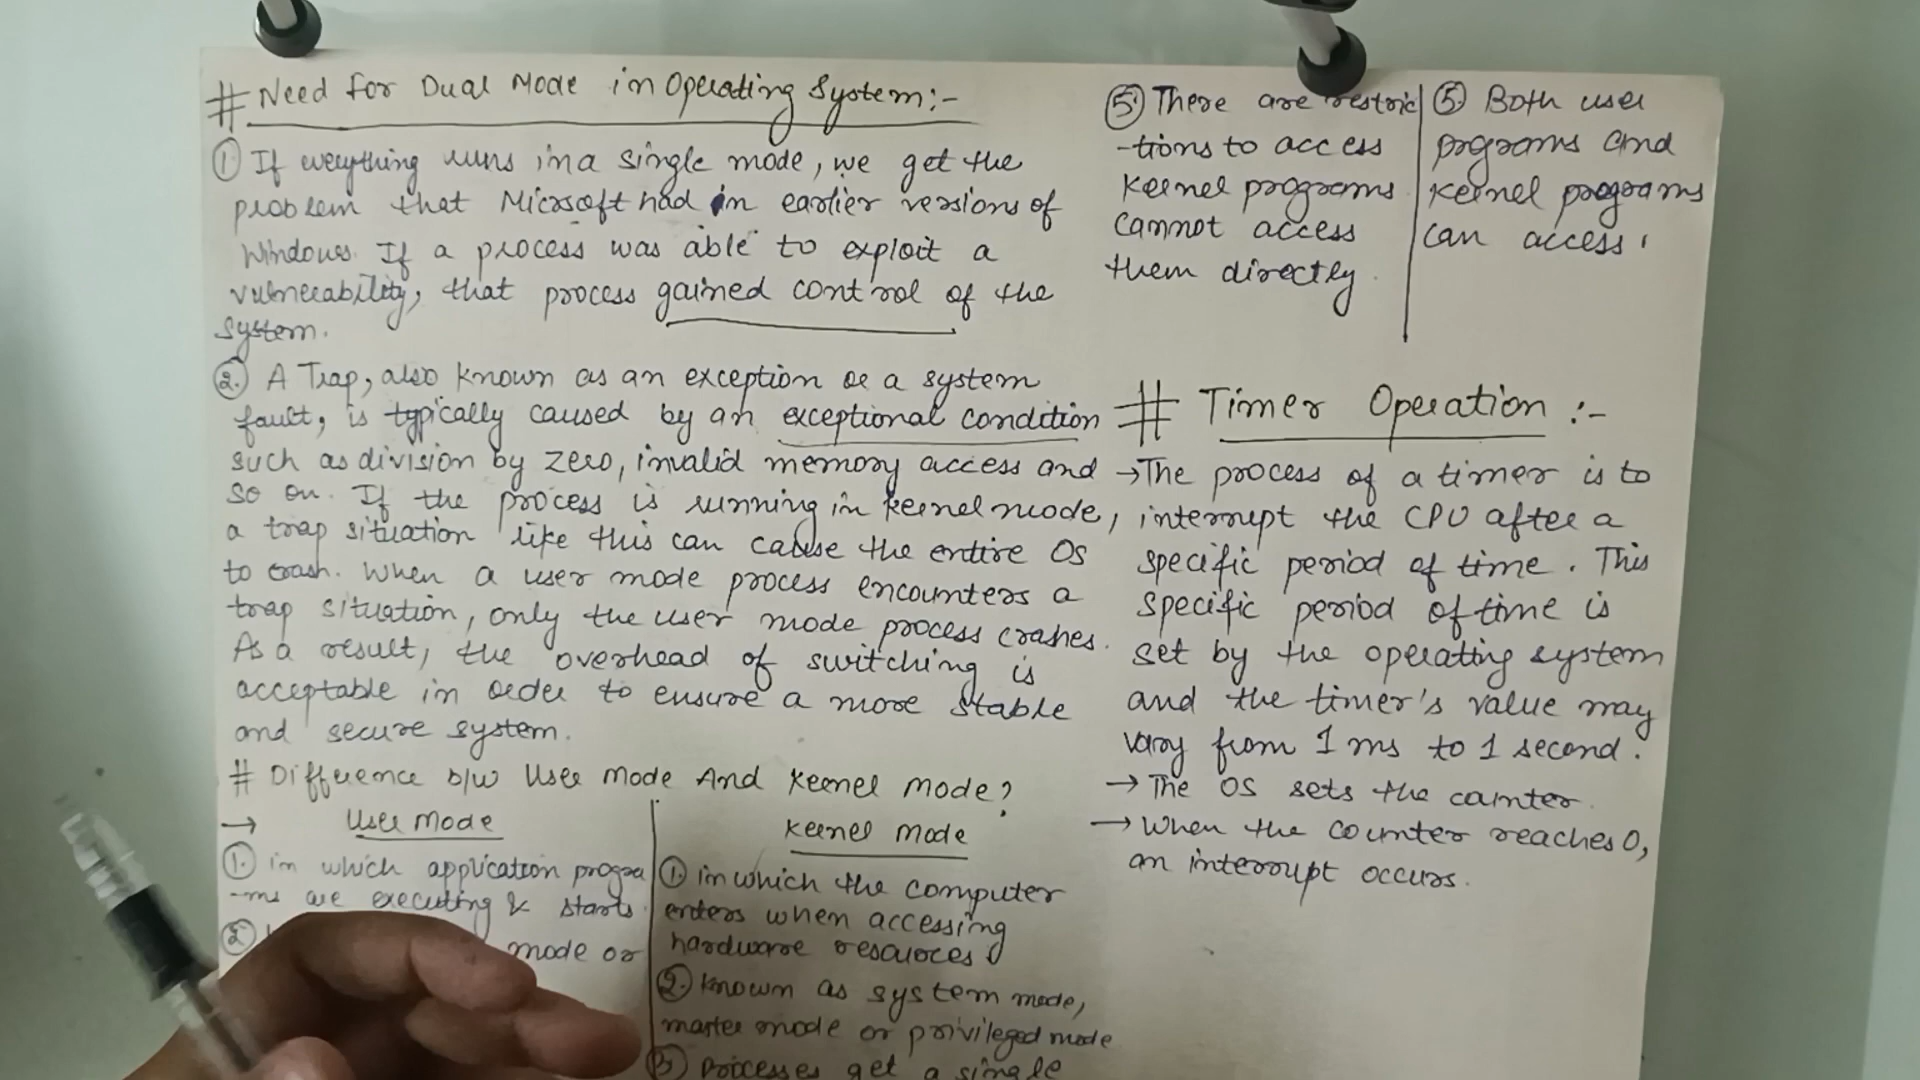 # Need for Dual Mode in Operating System:-
① If everything runs in a single mode, we get the
problem that Microsoft had in earlier versions of
Windows. If a process was able to exploit a
vulnerability, that process gained control of the
system.
②. A Trap, also known as an exception or a system
fault, is typically caused by an exceptional condition
such as division by zero, invalid memory access and
so on. If the process is running in kernel mode,
a trap situation like this can cause the entire OS
to crash. When a user mode process encounters a
trap situation, only the user mode process crashes.
As a result, the overhead of switching is
acceptable in order to ensure a more stable
and secure system.
# Difference b/w User mode And Kernel mode?
→ User mode
① in which application progra
-ms are executing & starts.
②
mode or
Kernel mode
① in which the computer
enters when accessing
hardware resources
②. Known as system mode,
master mode or privileged mode
③ Processes get a single
⑤ There are restric
-tions to access
kernel programs
cannot access
them directly.
⑤ Both user
programs and
kernel programs
can access.
# Timer Operation :-
→ The process of a timer is to
interrupt the CPU after a
specific period of time. This
specific period of time is
set by the operating system
and the timer's value may
vary from 1 ms to 1 second.
→ The OS sets the counter.
→ When the counter reaches 0,
an interrupt occurs.